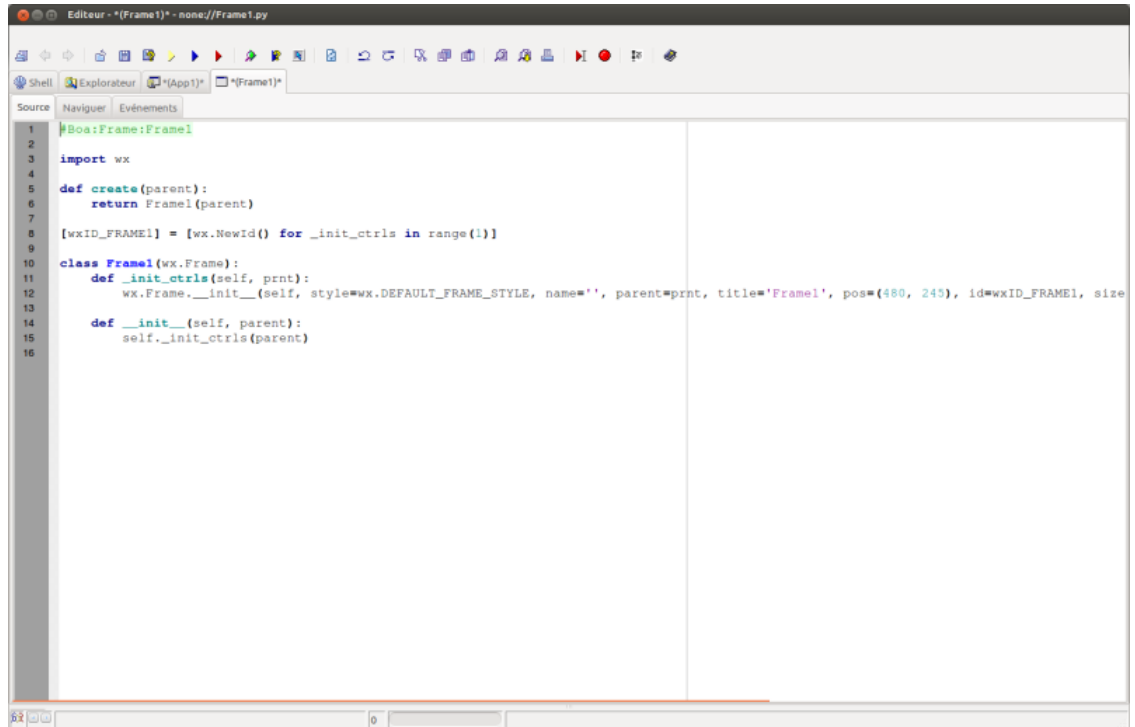 Editeur - *(Frame1)* - none://Frame1.py
Shell Explorateur *(App1)* *(Frame1)*
Source Naviguer Evénements
1 #Boa:Frame:Frame1
2
3 import wx
4
5 def create(parent):
6 return Frame1(parent)
7
8 [wxID_FRAME1] = [wx.NewId() for _init_ctrls in range(1)]
9
10 class Frame1(wx.Frame):
11 def _init_ctrls(self, prnt):
12 wx.Frame.__init__(self, style=wx.DEFAULT_FRAME_STYLE, name='', parent=prnt, title='Frame1', pos=(480, 245), id=wxID_FRAME1, size
13
14 def __init__(self, parent):
15 self._init_ctrls(parent)
16
0